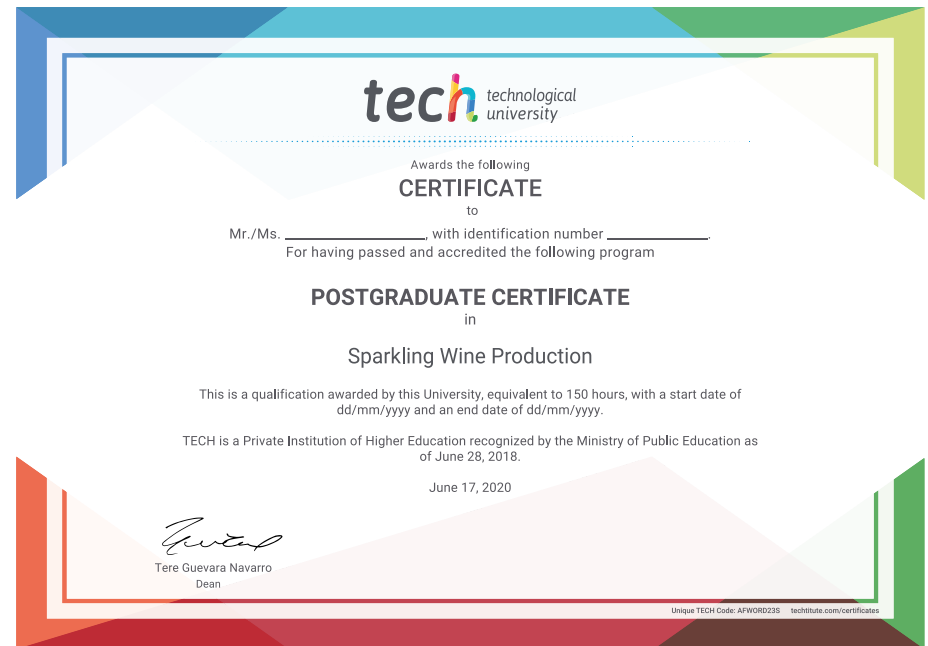 tech technological
university
Awards the following
CERTIFICATE
to
Mr./Ms. ____________________, with identification number ______________.
For having passed and accredited the following program
POSTGRADUATE CERTIFICATE
in
Sparkling Wine Production
This is a qualification awarded by this University, equivalent to 150 hours, with a start date of
dd/mm/yyyy and an end date of dd/mm/yyyy.
TECH is a Private Institution of Higher Education recognized by the Ministry of Public Education as
of June 28, 2018.
June 17, 2020
Tere Guevara Navarro
Dean
Unique TECH Code: AFWORD23S techtitute.com/certificates